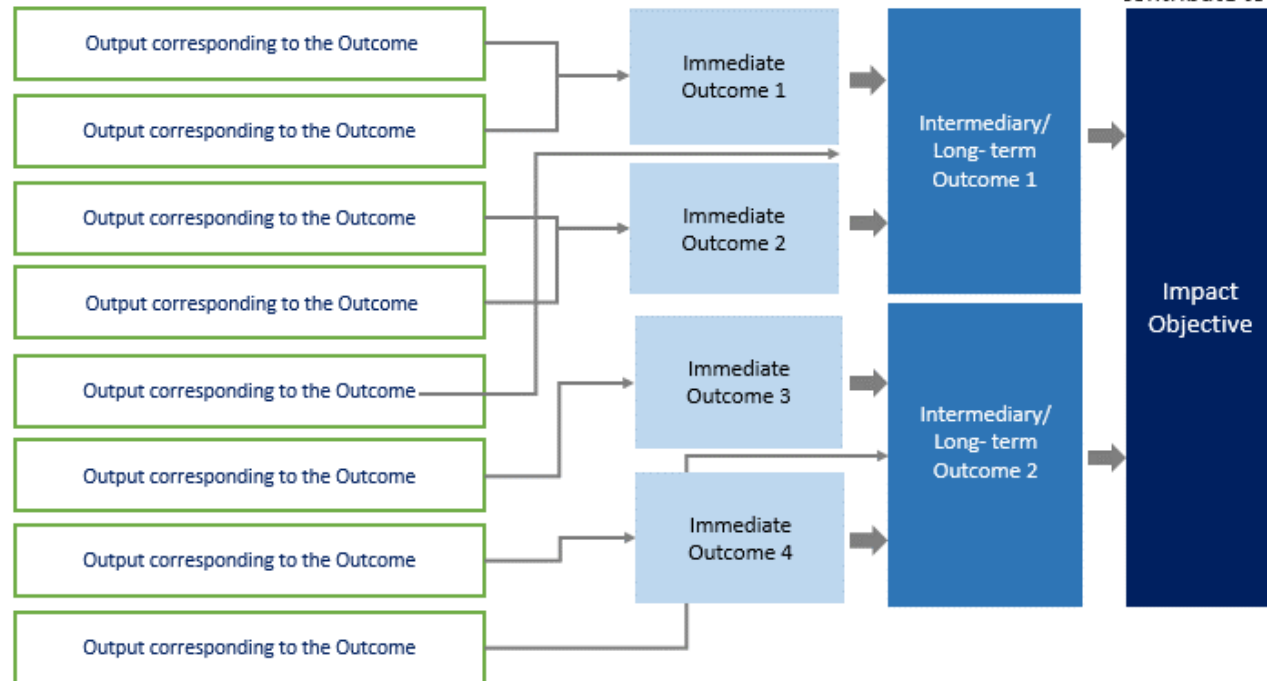 contribute to
Output corresponding to the Outcome
Output corresponding to the Outcome
Output corresponding to the Outcome
Output corresponding to the Outcome
Output corresponding to the Outcome
Output corresponding to the Outcome
Output corresponding to the Outcome
Output corresponding to the Outcome
Immediate
Outcome 1
Immediate
Outcome 2
Immediate
Outcome 3
Immediate
Outcome 4
Intermediary/
Long- term
Outcome 1
Intermediary/
Long- term
Outcome 2
Impact
Objective